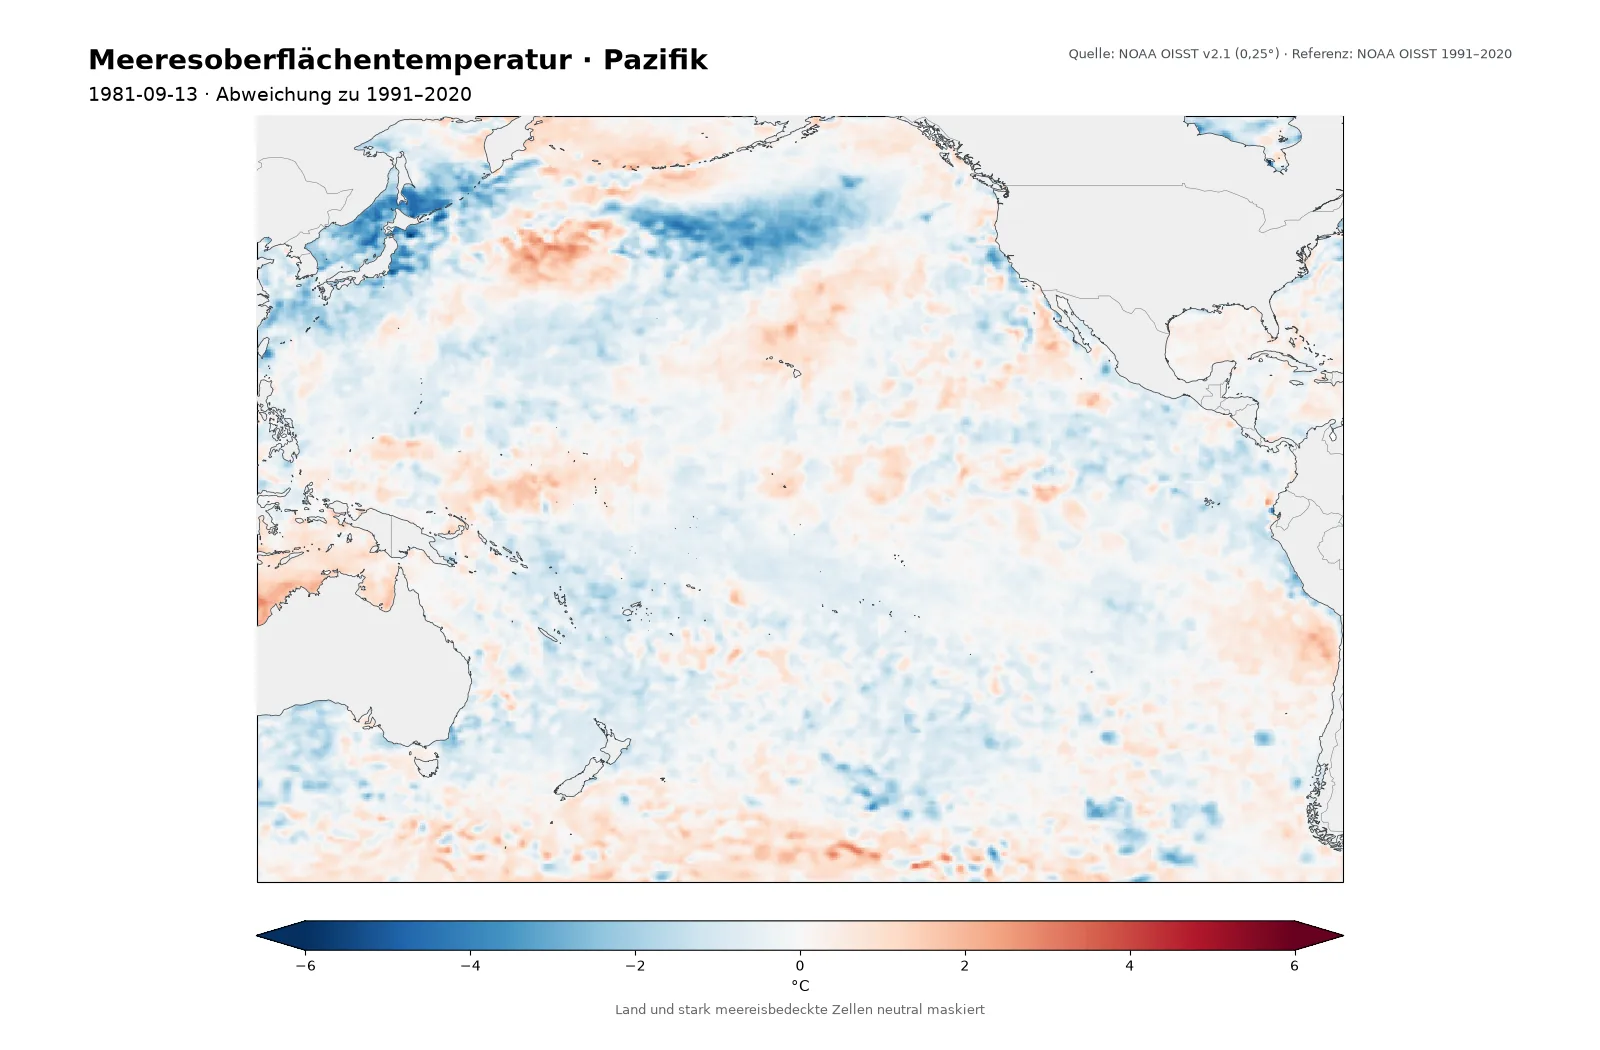 Meeresoberflächentemperatur · Pazifik
Quelle: NOAA OISST v2.1 (0,25°) · Referenz: NOAA OISST 1991–2020
1981-09-13 · Abweichung zu 1991–2020
−6 −4 −2 0 2 4 6
°C
Land und stark meereisbedeckte Zellen neutral maskiert